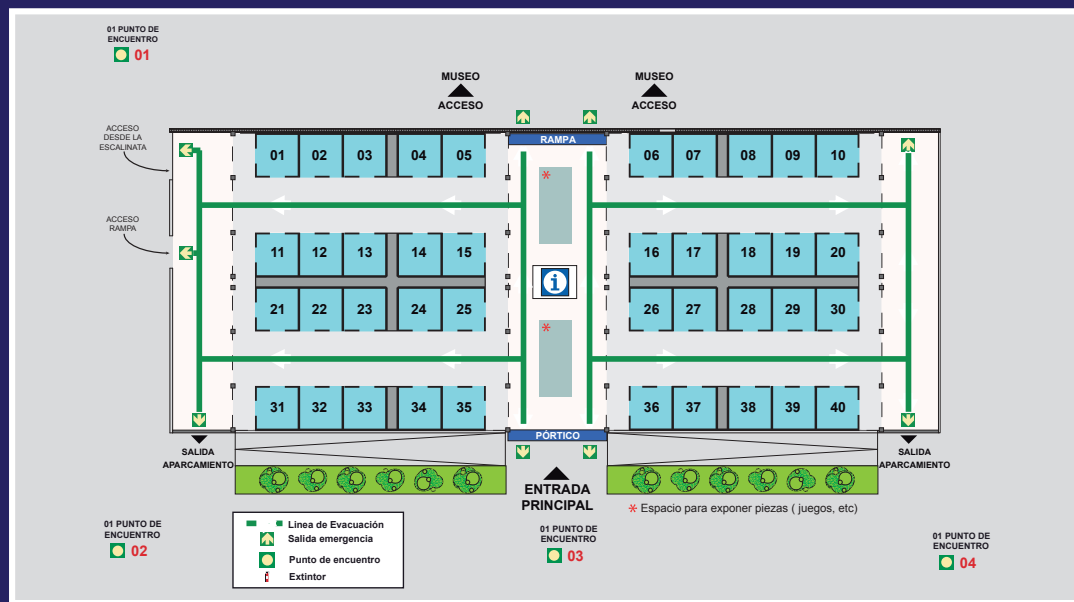 01 PUNTO DE
ENCUENTRO
01
MUSEO
ACCESO
MUSEO
ACCESO
ACCESO
DESDE LA
ESCALINATA
RAMPA
01 02 03 04 05
06 07 08 09 10
*
ACCESO
RAMPA
11 12 13 14 15
16 17 18 19 20
i
21 22 23 24 25
26 27 28 29 30
*
31 32 33 34 35
36 37 38 39 40
PÓRTICO
SALIDA
APARCAMIENTO
SALIDA
APARCAMIENTO
ENTRADA
PRINCIPAL
* Espacio para exponer piezas ( juegos, etc)
01 PUNTO DE
ENCUENTRO
02
Linea de Evacuación
Salida emergencia
Punto de encuentro
Extintor
01 PUNTO DE
ENCUENTRO
03
01 PUNTO DE
ENCUENTRO
04